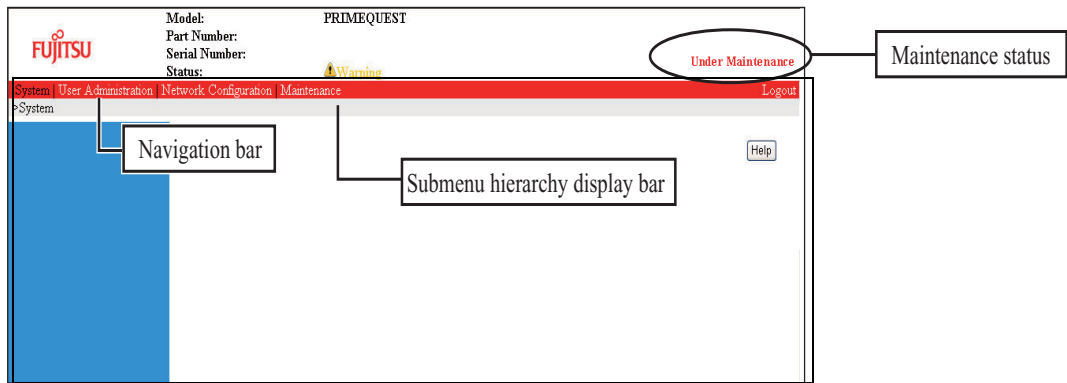 Model: PRIMEQUEST
Part Number:
FUJITSU
Serial Number:
Under Maintenance
Maintenance status
Status: Warning
System | User Administration | Network Configuration | Maintenance Logout
>System
Navigation bar
Help
Submenu hierarchy display bar